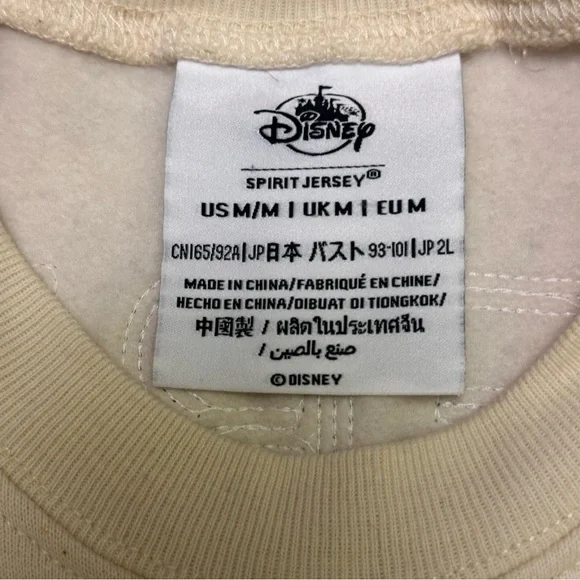 DISNEY
SPIRIT JERSEY®
US M/M | UK M | EU M
CN165/92A|JP日本 バスト 93-101|JP 2L
MADE IN CHINA/FABRIQUÉ EN CHINE/
HECHO EN CHINA/DIBUAT DI TIONGKOK/
中國製 / ผลิตในประเทศจีน
/ صنع بالصين
© DISNEY